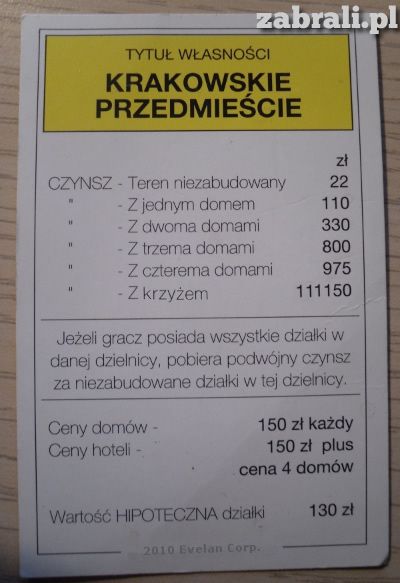 zabrali.pl
TYTUŁ WŁASNOŚCI
KRAKOWSKIE
PRZEDMIEŚCIE
zł
CZYNSZ - Teren niezabudowany 22
" - Z jednym domem 110
" - Z dwoma domami 330
" - Z trzema domami 800
" - Z czterema domami 975
" - Z krzyżem 111150
Jeżeli gracz posiada wszystkie działki w
danej dzielnicy, pobiera podwójny czynsz
za niezabudowane działki w tej dzielnicy.
Ceny domów - 150 zł każdy
Ceny hoteli - 150 zł plus
cena 4 domów
Wartość HIPOTECZNA działki 130 zł
2010 Evelan Corp.